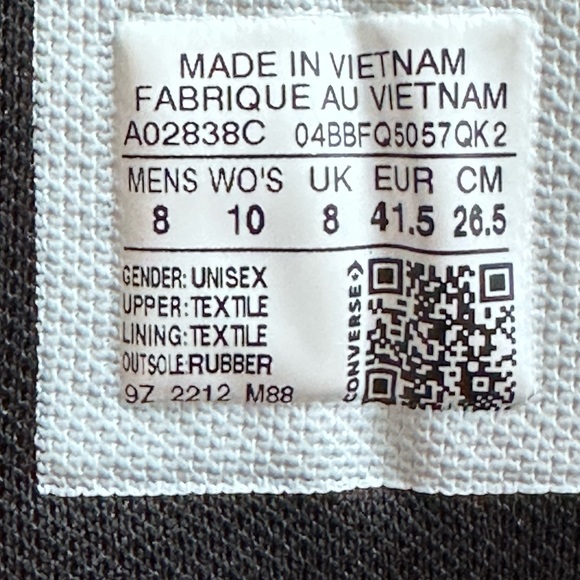 MADE IN VIETNAM
FABRIQUE AU VIETNAM
A02838C 04BBFQ5057QK2
MENS WO'S UK EUR CM
8 10 8 41.5 26.5
GENDER: UNISEX
UPPER: TEXTILE
LINING: TEXTILE
OUTSOLE: RUBBER
9Z 2212 M88
CONVERSE